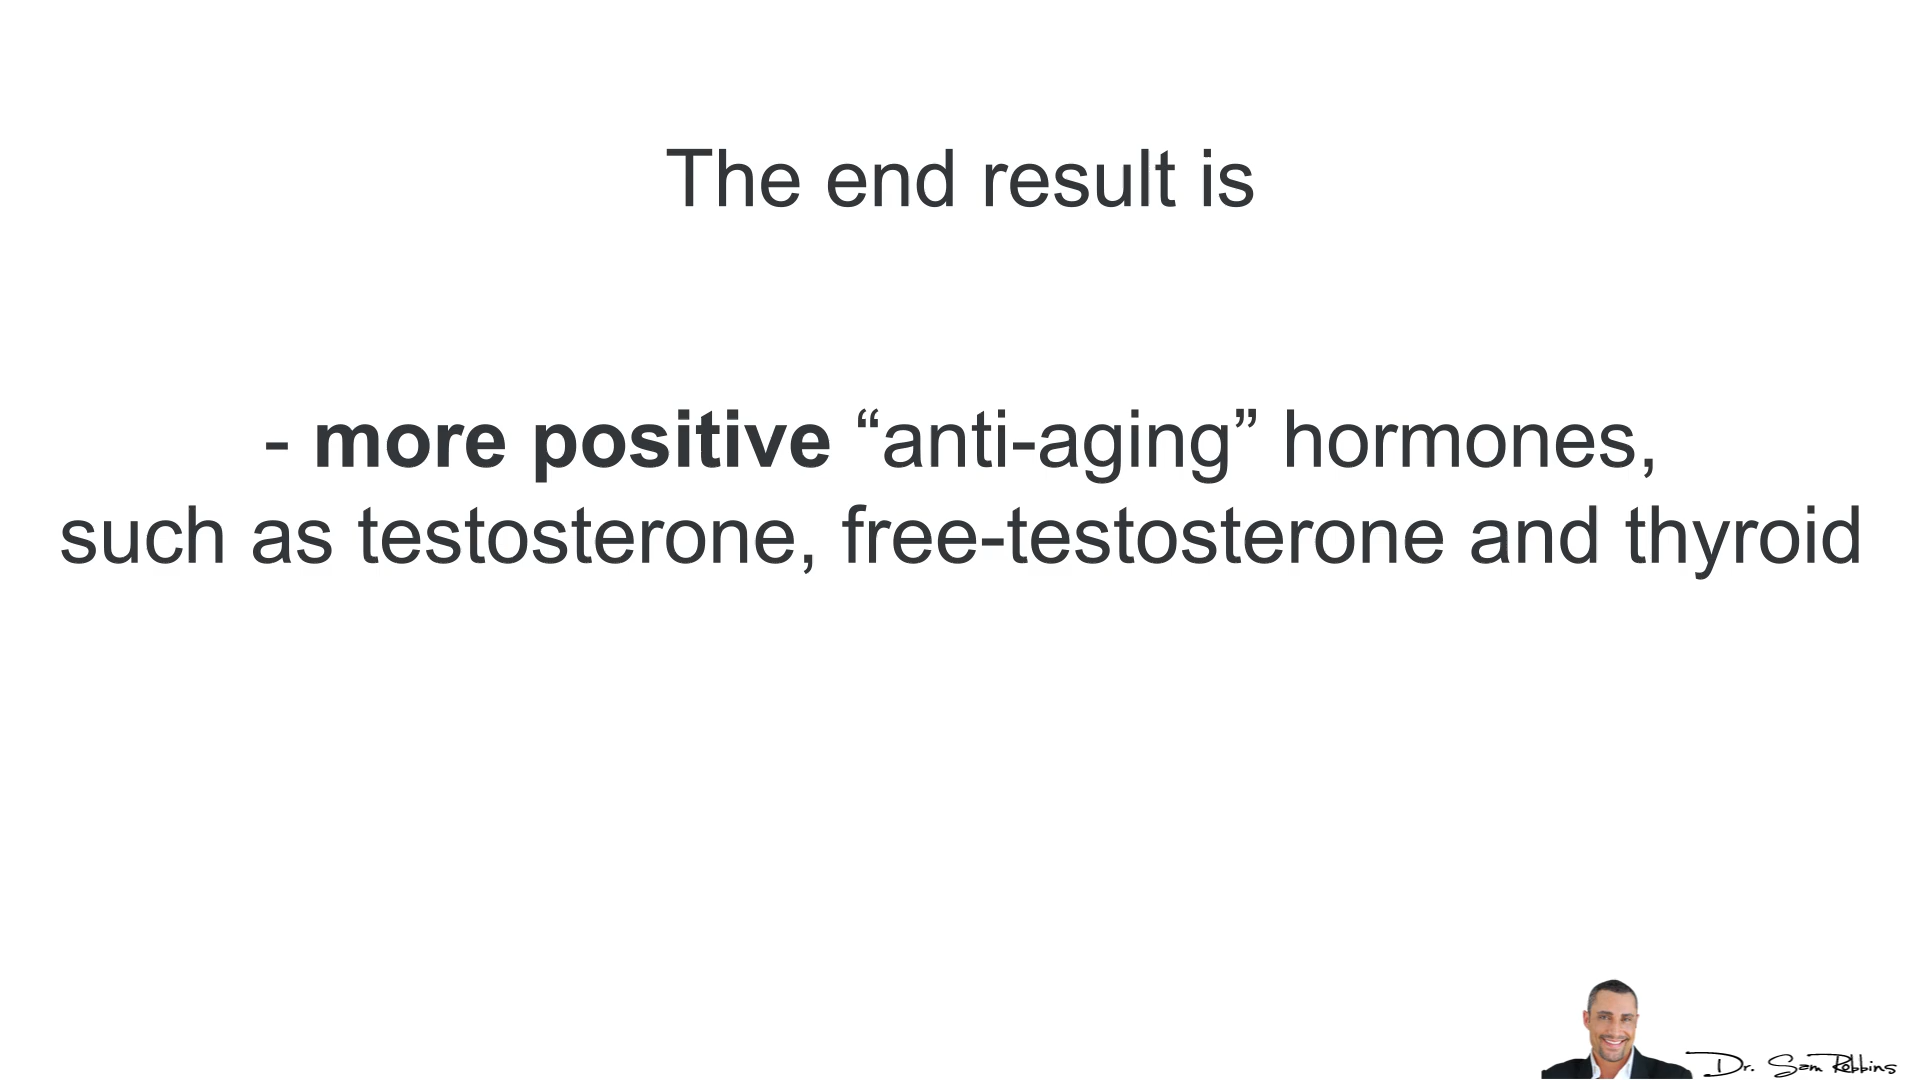 The end result is
- more positive “anti-aging” hormones,
such as testosterone, free-testosterone and thyroid
Dr. Sam Robbins